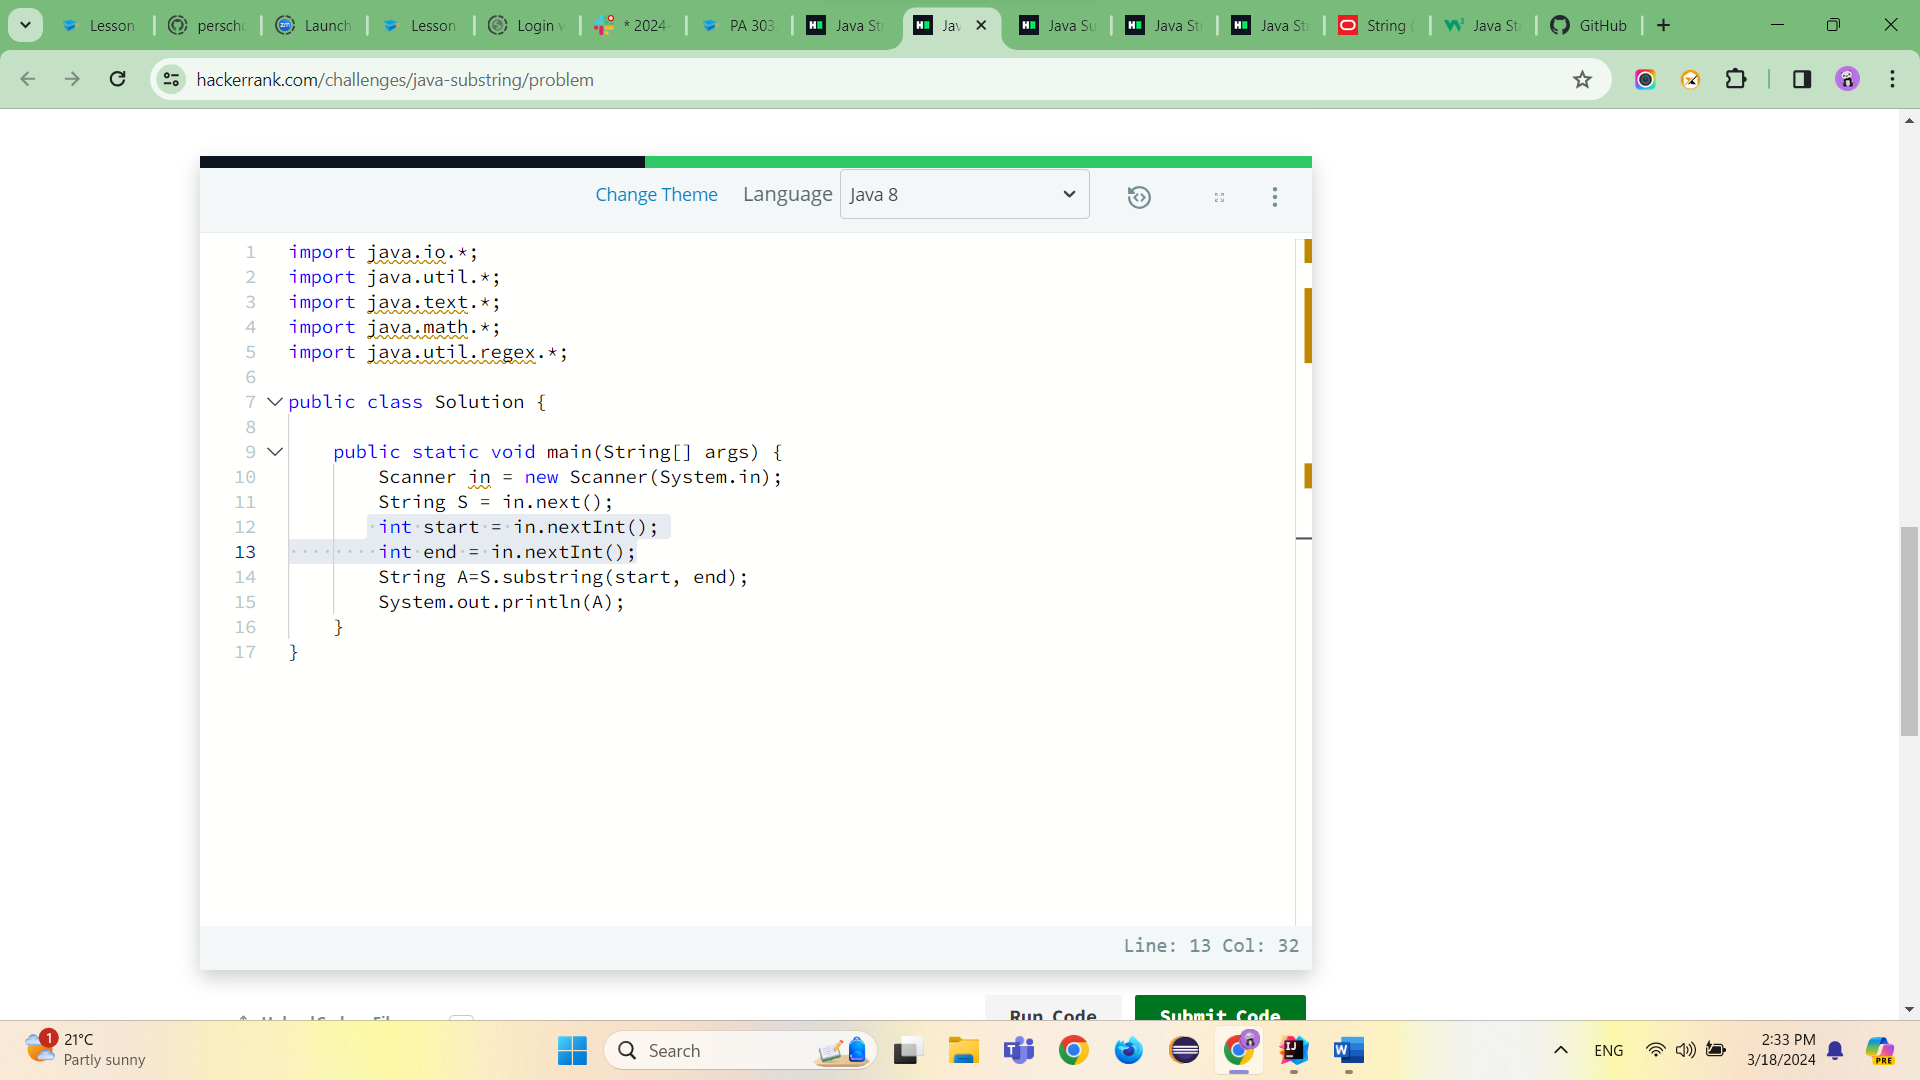 Lesson
persch
Launch
Lesson
Login
* 2024-
PA 303.
Java St
Jav
Java Su
Java St
Java St
String (
Java St
GitHub
hackerrank.com/challenges/java-substring/problem
Change Theme Language Java 8
1 import java.io.*;
2 import java.util.*;
3 import java.text.*;
4 import java.math.*;
5 import java.util.regex.*;
6
7 public class Solution {
8
9 public static void main(String[] args) {
10 Scanner in = new Scanner(System.in);
11 String S = in.next();
12 int start = in.nextInt();
13 int end = in.nextInt();
14 String A=S.substring(start, end);
15 System.out.println(A);
16 }
17 }
Line: 13 Col: 32
Run Code Submit Code
1
21°C
Partly sunny
Search
ENG
2:33 PM
3/18/2024
PRE